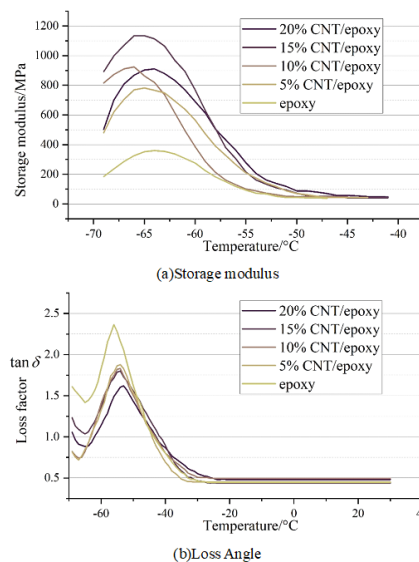 1200
1000
800
600
400
200
0
Storage modulus/MPa
20% CNT/epoxy
15% CNT/epoxy
10% CNT/epoxy
5% CNT/epoxy
epoxy
-70 -65 -60 -55 -50 -45 -40
Temperature/°C
(a)Storage modulus
tan δ
Loss factor
2.5
2.0
1.5
1.0
0.5
20% CNT/epoxy
15% CNT/epoxy
10% CNT/epoxy
5% CNT/epoxy
epoxy
-60 -40 -20 0 20 40
Temperature/°C
(b)Loss Angle